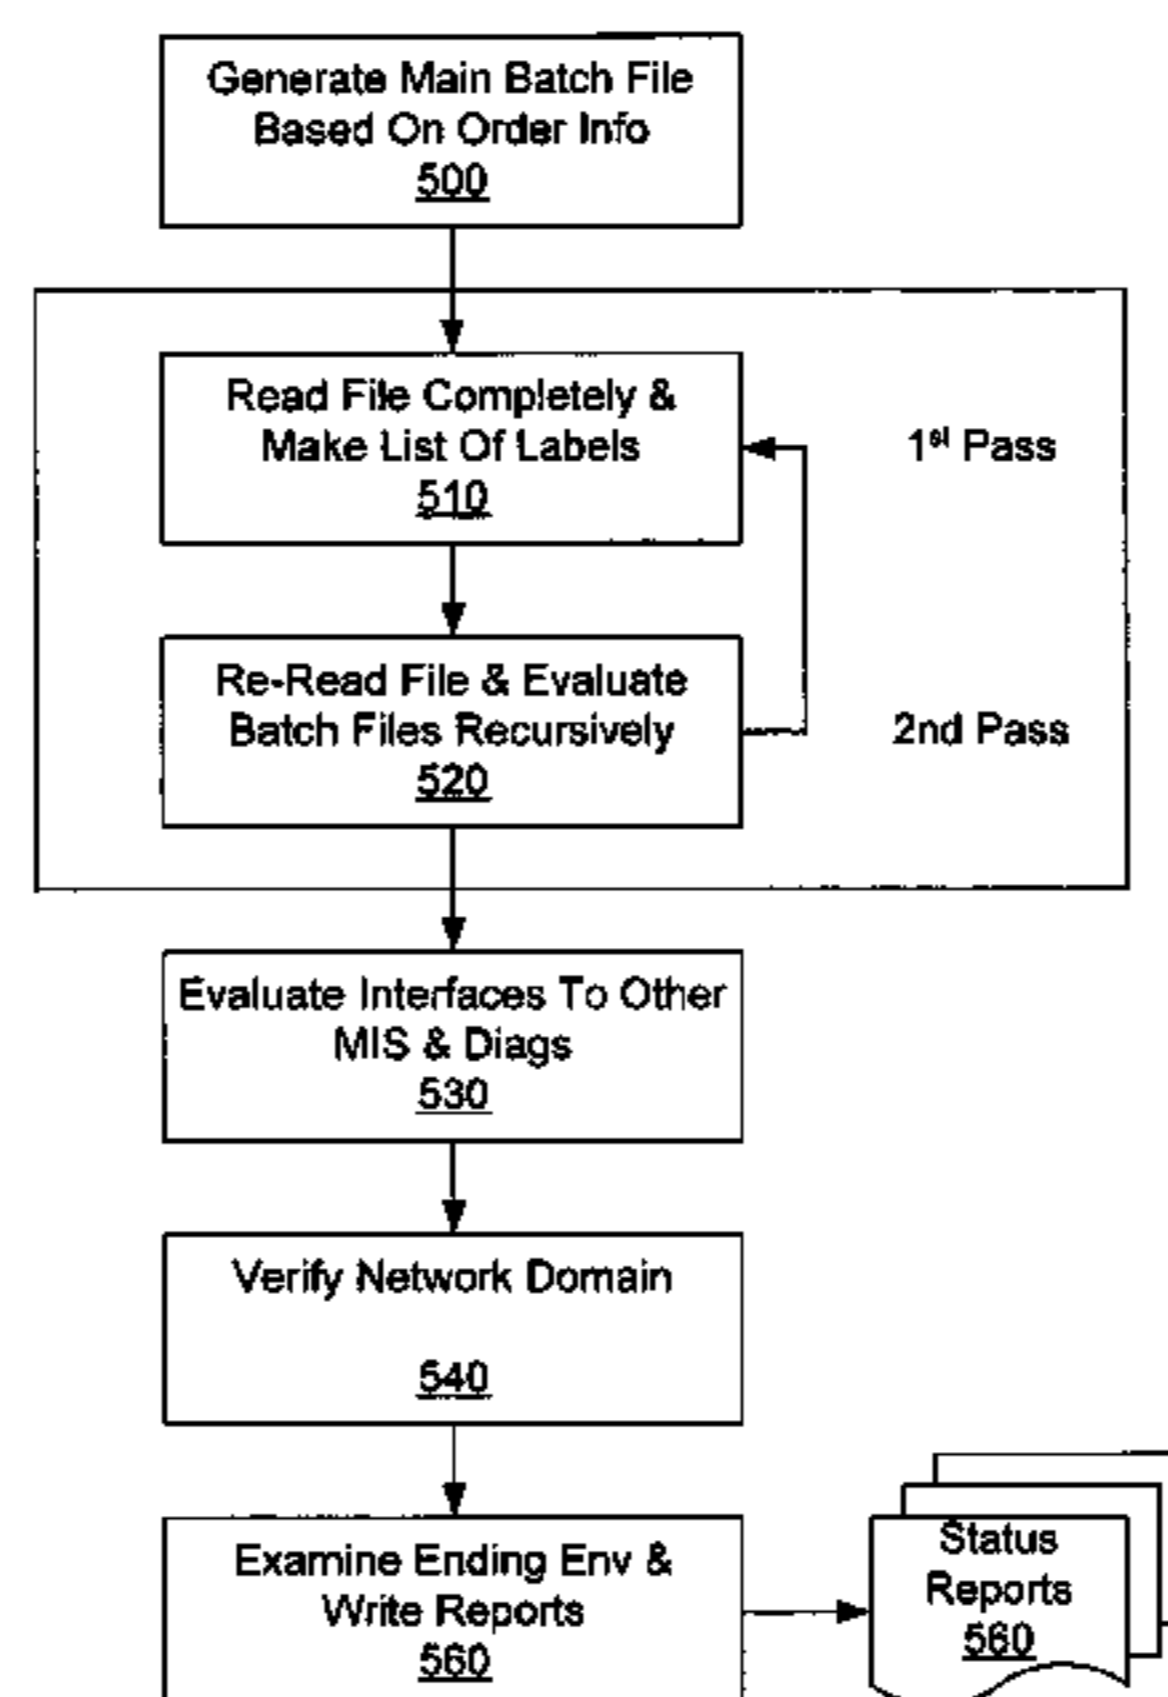 Generate Main Batch File
Based On Order Info
500
Read File Completely &
Make List Of Labels
510
1st Pass
Re-Read File & Evaluate
Batch Files Recursively
520
2nd Pass
Evaluate Interfaces To Other
MIS & Diags
530
Verify Network Domain
540
Examine Ending Env &
Write Reports
560
Status
Reports
560